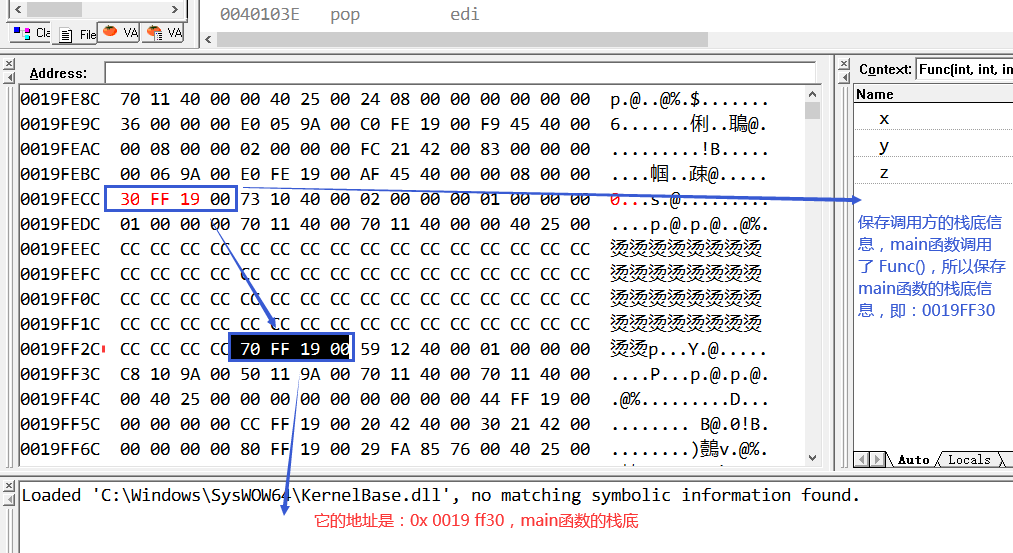 0040103E pop edi
Cla File VA VA
Address:
Context: Func(int, int, in
Name
x
y
z
0019FE8C 70 11 40 00 00 40 25 00 24 08 00 00 00 00 00 00 p.@..@%.$.......
0019FE9C 36 00 00 00 E0 05 9A 00 C0 FE 19 00 F9 45 40 00 6.......俐..鵙@.
0019FEAC 00 08 00 00 02 00 00 00 FC 21 42 00 83 00 00 00 .........!B.....
0019FEBC 00 06 9A 00 E0 FE 19 00 AF 45 40 00 00 08 00 00 ....帼..疎@.....
0019FECC 30 FF 19 00 73 10 40 00 02 00 00 00 01 00 00 00 0...s.@.........
0019FEDC 01 00 00 00 70 11 40 00 70 11 40 00 00 40 25 00 ....p.@.p.@..@%.
0019FEEC CC CC CC CC CC CC CC CC CC CC CC CC CC CC CC CC 烫烫烫烫烫烫烫烫
0019FEFC CC CC CC CC CC CC CC CC CC CC CC CC CC CC CC CC 烫烫烫烫烫烫烫烫
0019FF0C CC CC CC CC CC CC CC CC CC CC CC CC CC CC CC CC 烫烫烫烫烫烫烫烫
0019FF1C CC CC CC CC CC CC CC CC CC CC CC CC CC CC CC CC 烫烫烫烫烫烫烫烫
0019FF2C CC CC CC CC 70 FF 19 00 59 12 40 00 01 00 00 00 烫烫p...Y.@.....
0019FF3C C8 10 9A 00 50 11 9A 00 70 11 40 00 70 11 40 00 ....P...p.@.p.@.
0019FF4C 00 40 25 00 00 00 00 00 00 00 00 00 44 FF 19 00 .@%.........D...
0019FF5C 00 00 00 00 CC FF 19 00 20 42 40 00 30 21 42 00 ........ B@.0!B.
0019FF6C 00 00 00 00 80 FF 19 00 29 FA 85 76 00 40 25 00 ........)鷧v.@%.
保存调用方的栈底信
息，main函数调用
了 Func()，所以保存
main函数的栈底信
息，即：0019FF30
Auto Locals
Loaded 'C:\Windows\SysWOW64\KernelBase.dll', no matching symbolic information found.
它的地址是：0x 0019 ff30，main函数的栈底